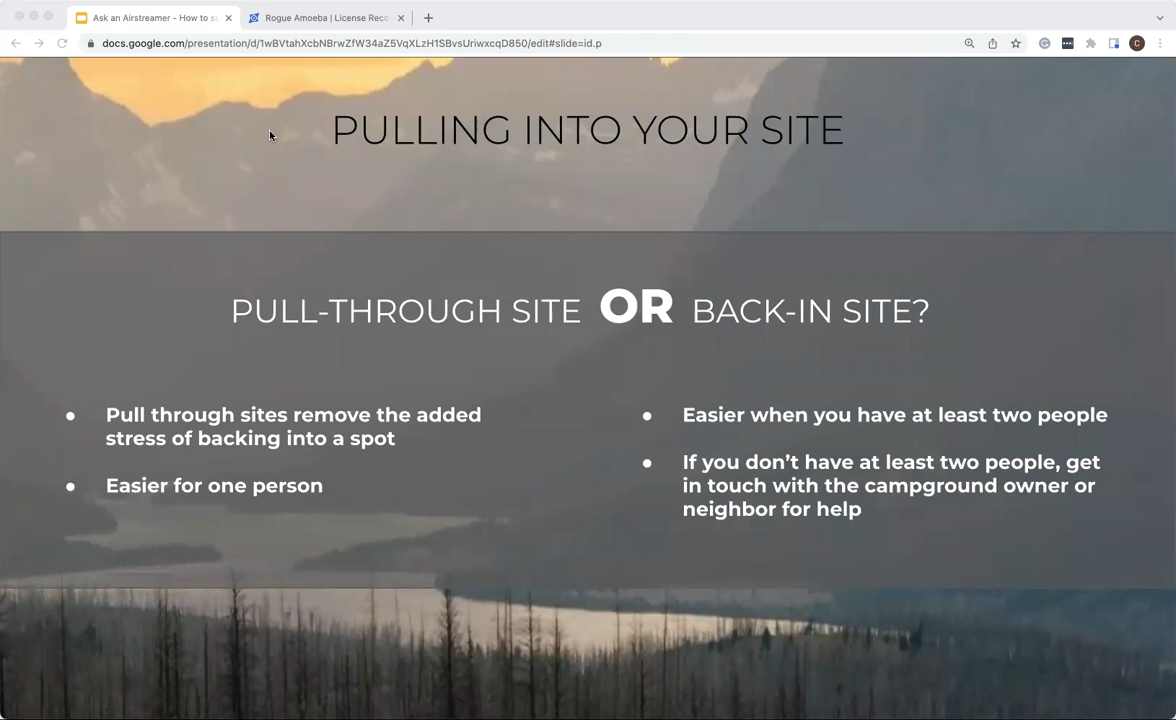 Ask an Airstreamer - How to s
Rogue Amoeba | License Reco
docs.google.com/presentation/d/1wBVtahXcbNBrwZfW34aZ5VqXLzH1SBvsUriwxcqD850/edit#slide=id.p
C
PULLING INTO YOUR SITE
PULL-THROUGH SITE OR BACK-IN SITE?
● Pull through sites remove the added
stress of backing into a spot
● Easier for one person
● Easier when you have at least two people
● If you don’t have at least two people, get
in touch with the campground owner or
neighbor for help